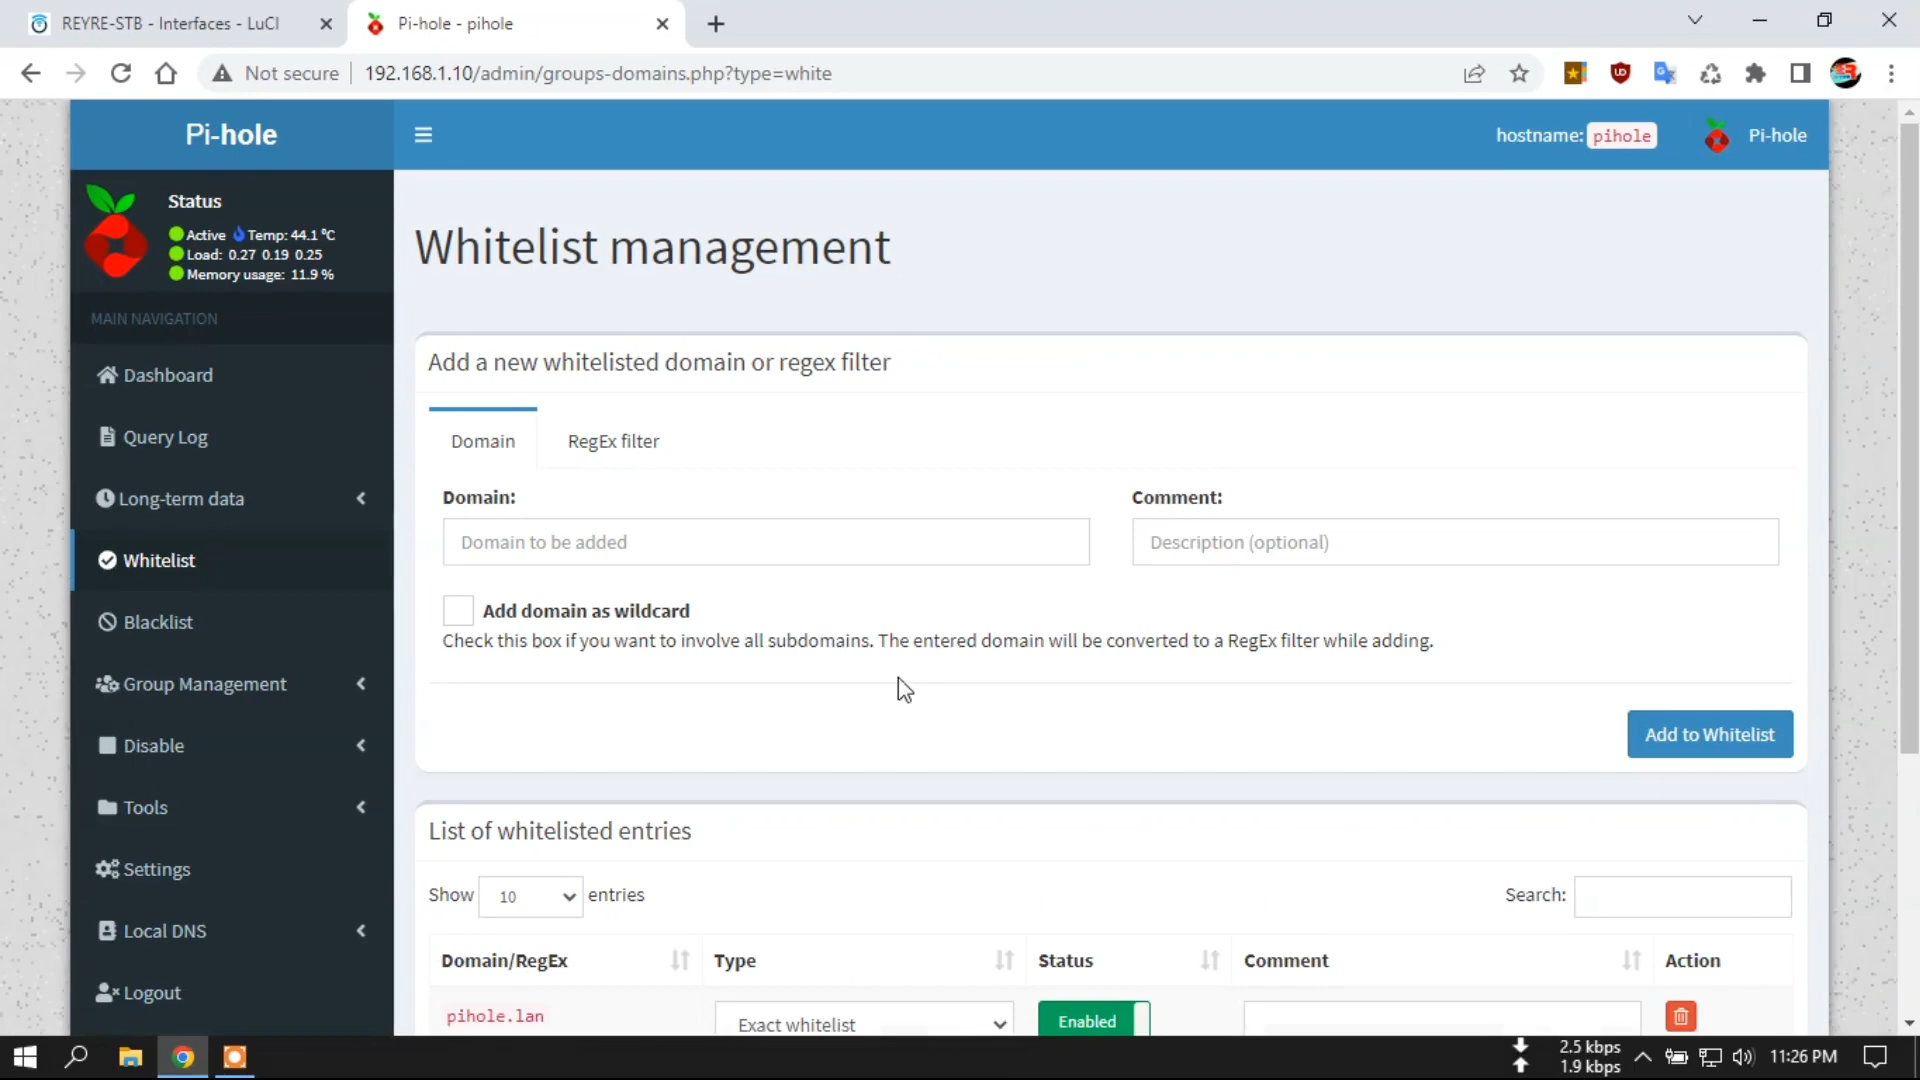 REYRE-STB - Interfaces - LuCI
Pi-hole - pihole
Not secure
192.168.1.10/admin/groups-domains.php?type=white
Pi-hole
hostname: pihole
Pi-hole
Status
Active Temp: 44.1 °C
Load: 0.27 0.19 0.25
Memory usage: 11.9 %
MAIN NAVIGATION
Dashboard
Query Log
Long-term data
Whitelist
Blacklist
Group Management
Disable
Tools
Settings
Local DNS
Logout
Whitelist management
Add a new whitelisted domain or regex filter
Domain RegEx filter
Domain: Comment:
Domain to be added Description (optional)
Add domain as wildcard
Check this box if you want to involve all subdomains. The entered domain will be converted to a RegEx filter while adding.
Add to Whitelist
List of whitelisted entries
Show 10 entries Search:
Domain/RegEx Type Status Comment Action
pihole.lan Exact whitelist Enabled
2.5 kbps
1.9 kbps
11:26 PM